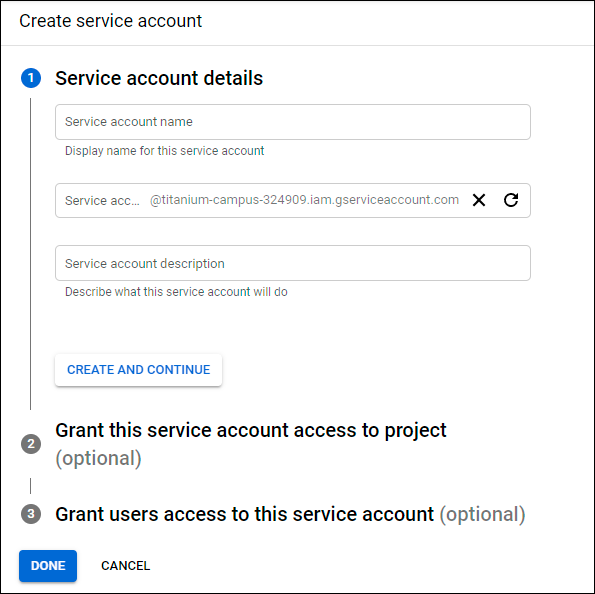 Create service account
1 Service account details
Service account name
Display name for this service account
Service acc... @titanium-campus-324909.iam.gserviceaccount.com
Service account description
Describe what this service account will do
CREATE AND CONTINUE
2 Grant this service account access to project
(optional)
3 Grant users access to this service account (optional)
DONE CANCEL